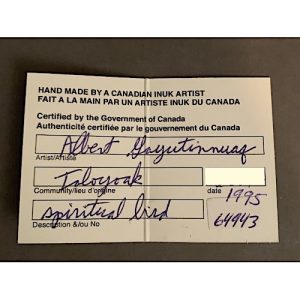 HAND MADE BY A CANADIAN INUK ARTIST
FAIT A LA MAIN PAR UN ARTISTE INUK DU CANADA
Certified by the Government of Canada
Authenticité certifiée par le gouvernement du Canada
Albert Gayutinnuaq
Artist/Artiste
Taloyoak
Community/lieu d'origine
date
1995
spiritual bird
64943
Description &/ou No